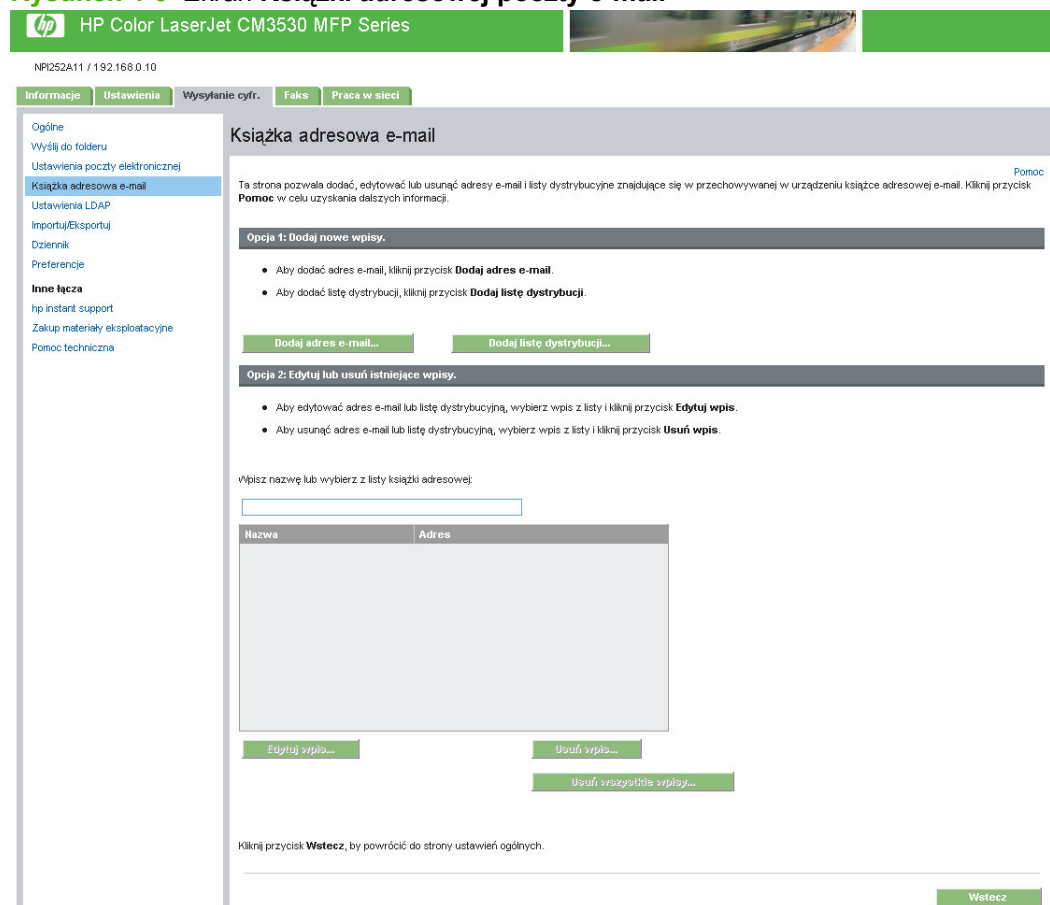 HP Color LaserJet CM3530 MFP Series
NPI252A11 / 192.168.0.10
Informacje Ustawienia Wysyłanie cyfr. Faks Praca w sieci
Ogólne
Wyślij do folderu
Ustawienia poczty elektronicznej
Książka adresowa e-mail
Ustawienia LDAP
Importuj/Eksportuj
Dziennik
Preferencje
Inne łącza
hp instant support
Zakup materiały eksploatacyjne
Pomoc techniczna
Książka adresowa e-mail
Pomoc
Ta strona pozwala dodać, edytować lub usunąć adresy e-mail i listy dystrybucyjne znajdujące się w przechowywanej w urządzeniu książce adresowej e-mail. Kliknij przycisk
Pomoc w celu uzyskania dalszych informacji.
Opcja 1: Dodaj nowe wpisy.
• Aby dodać adres e-mail, kliknij przycisk Dodaj adres e-mail.
• Aby dodać listę dystrybucji, kliknij przycisk Dodaj listę dystrybucji.
Dodaj adres e-mail... Dodaj listę dystrybucji...
Opcja 2: Edytuj lub usuń istniejące wpisy.
• Aby edytować adres e-mail lub listę dystrybucyjną, wybierz wpis z listy i kliknij przycisk Edytuj wpis.
• Aby usunąć adres e-mail lub listę dystrybucyjną, wybierz wpis z listy i kliknij przycisk Usuń wpis.
Wpisz nazwę lub wybierz z listy książki adresowej:
Nazwa Adres
Edytuj wpis... Usuń wpis...
Usuń wszystkie wpisy...
Kliknij przycisk Wstecz, by powrócić do strony ustawień ogólnych.
Wstecz